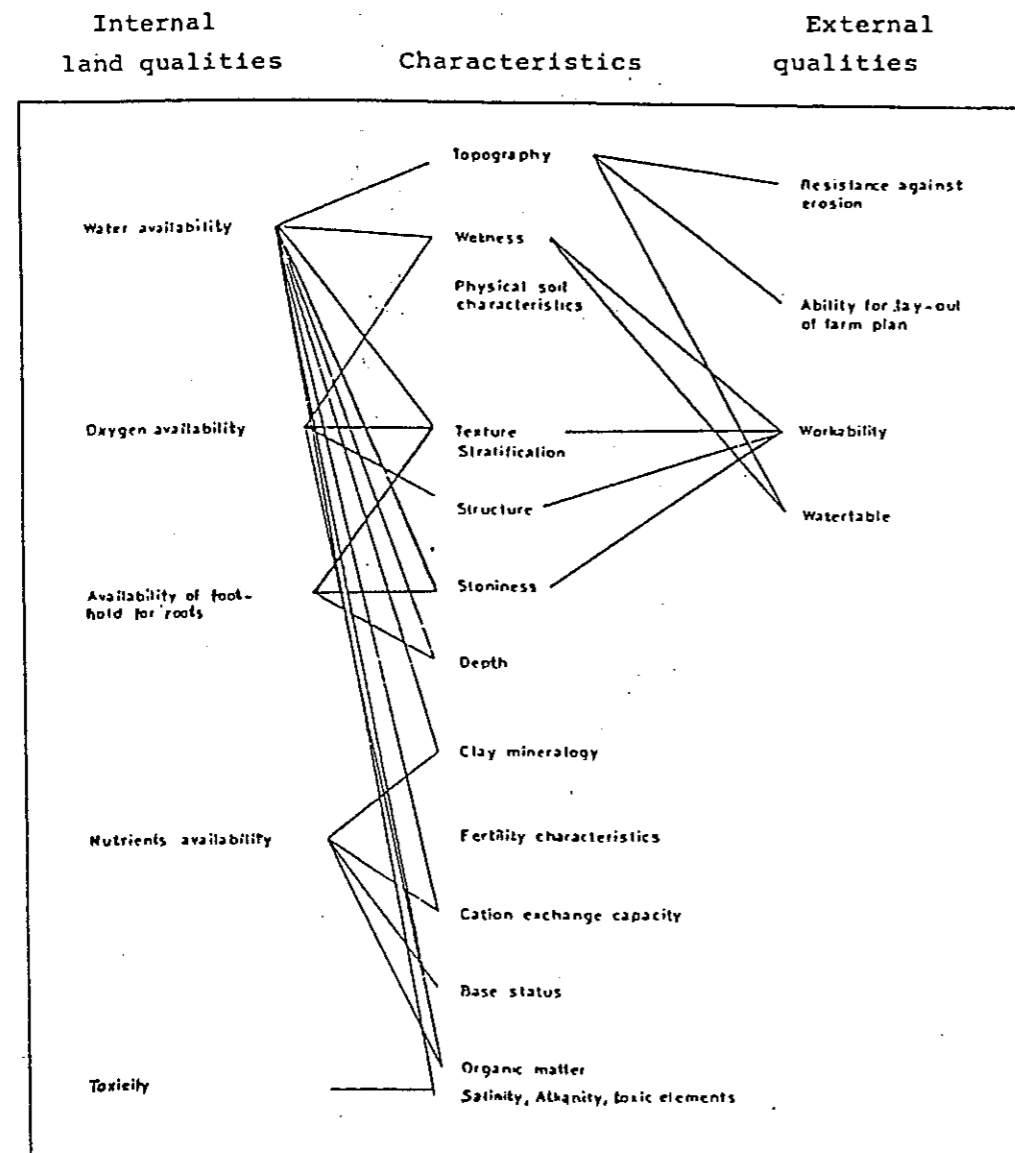 Internal
land qualities
Characteristics
External
qualities
Topography
Resistance against
erosion
Water availability
Wetness
Physical soil
characteristics
Ability for lay-out
of farm plan
Oxygen availability
Texture
Stratification
Workability
Structure
Watertable
Availability of foot-
hold for roots
Stoniness
Depth
Clay mineralogy
Nutrients availability
Fertility characteristics
Cation exchange capacity
Base status
Organic matter
Toxicity
Salinity, Alkanity, toxic elements